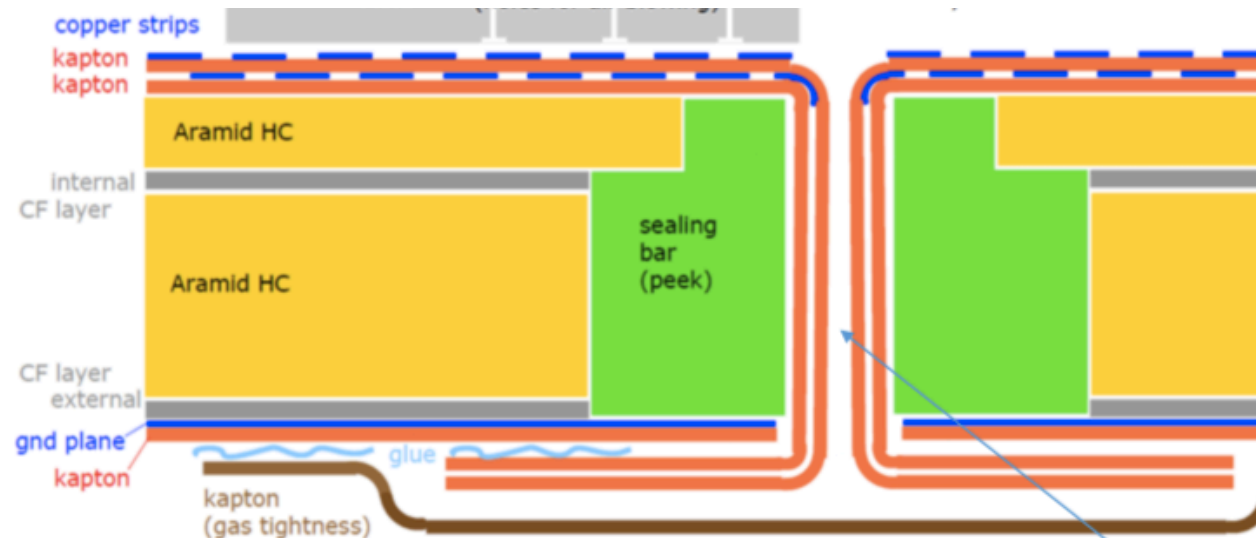 copper strips
kapton
kapton
Aramid HC
internal
CF layer
sealing
bar
(peek)
Aramid HC
CF layer
external
gnd plane
glue
kapton
kapton
(gas tightness)